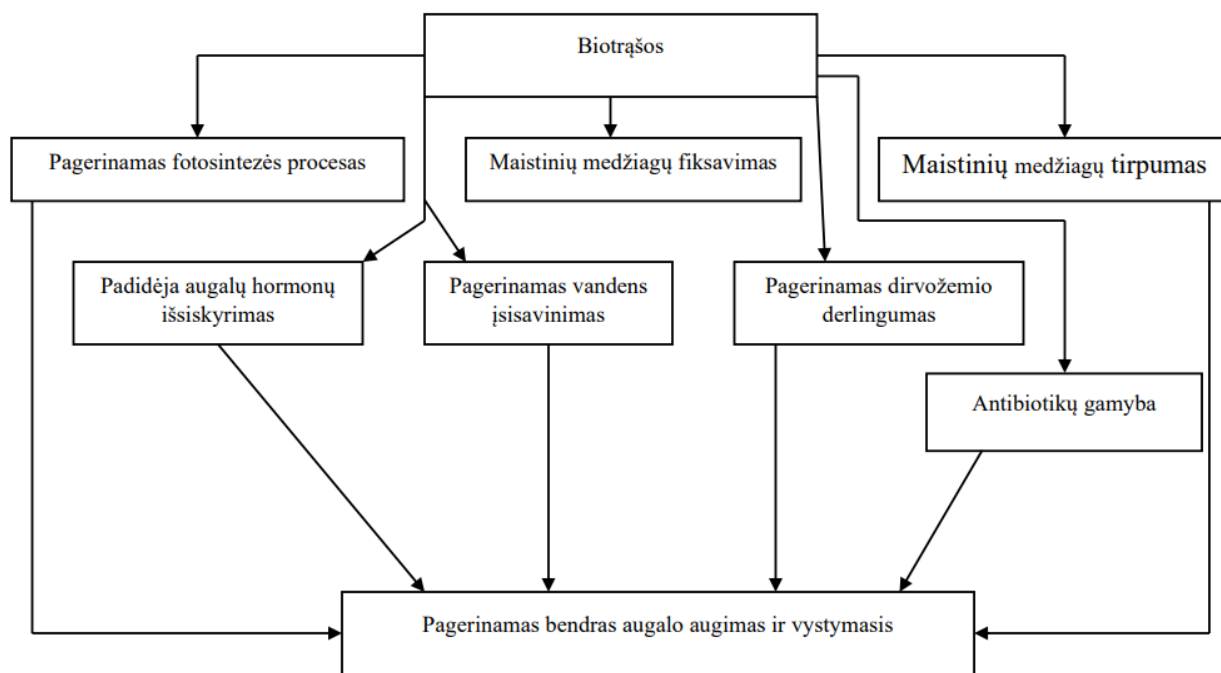 Biotrąšos
Pagerinamas fotosintezės procesas
Maistinių medžiagų fiksavimas
Maistinių medžiagų tirpumas
Padidėja augalų hormonų
išsiskyrimas
Pagerinamas vandens
įsisavinimas
Pagerinamas dirvožemio
derlingumas
Antibiotikų gamyba
Pagerinamas bendras augalo augimas ir vystymasis